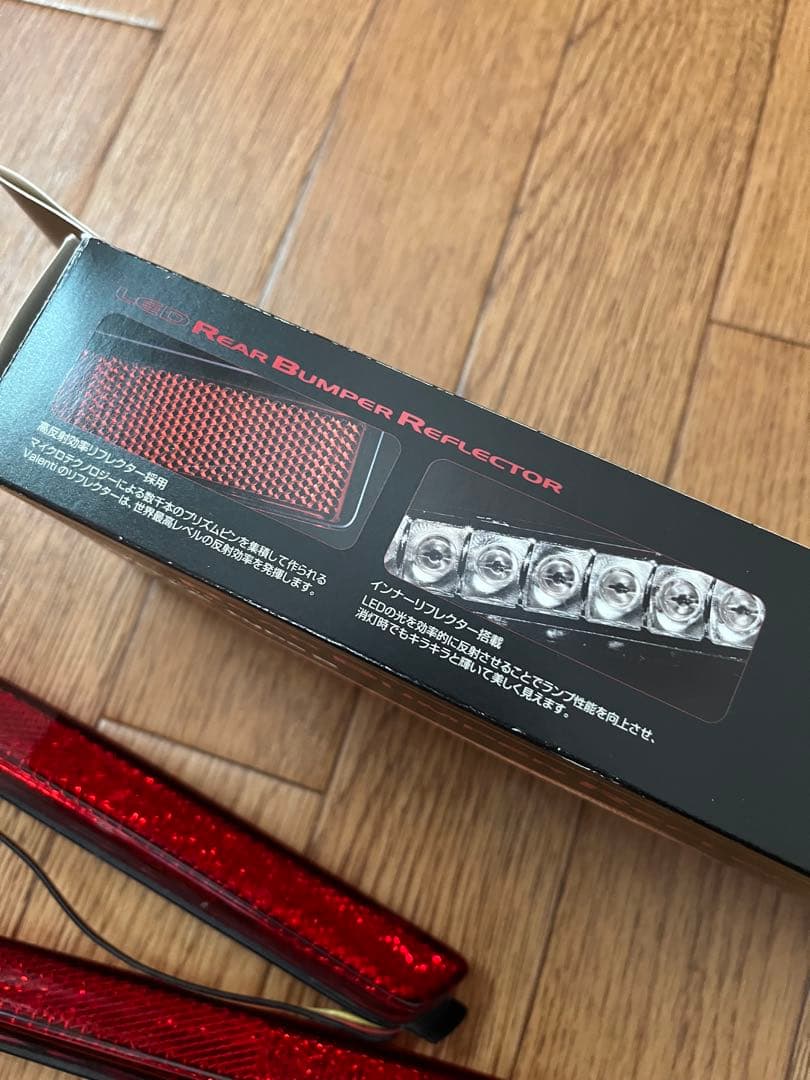 LED REAR BUMPER REFLECTOR
高反射効率リフレクター採用
マイクロテクノロジーによる数千本のプリズムピンを集積して作られる
Valentiのリフレクターは、世界最高レベルの反射効率を発揮します。
インナーリフレクター搭載
LEDの光を効率的に反射させることでランプ性能を向上させ、
消灯時でもキラキラと輝いて美しく見えます。